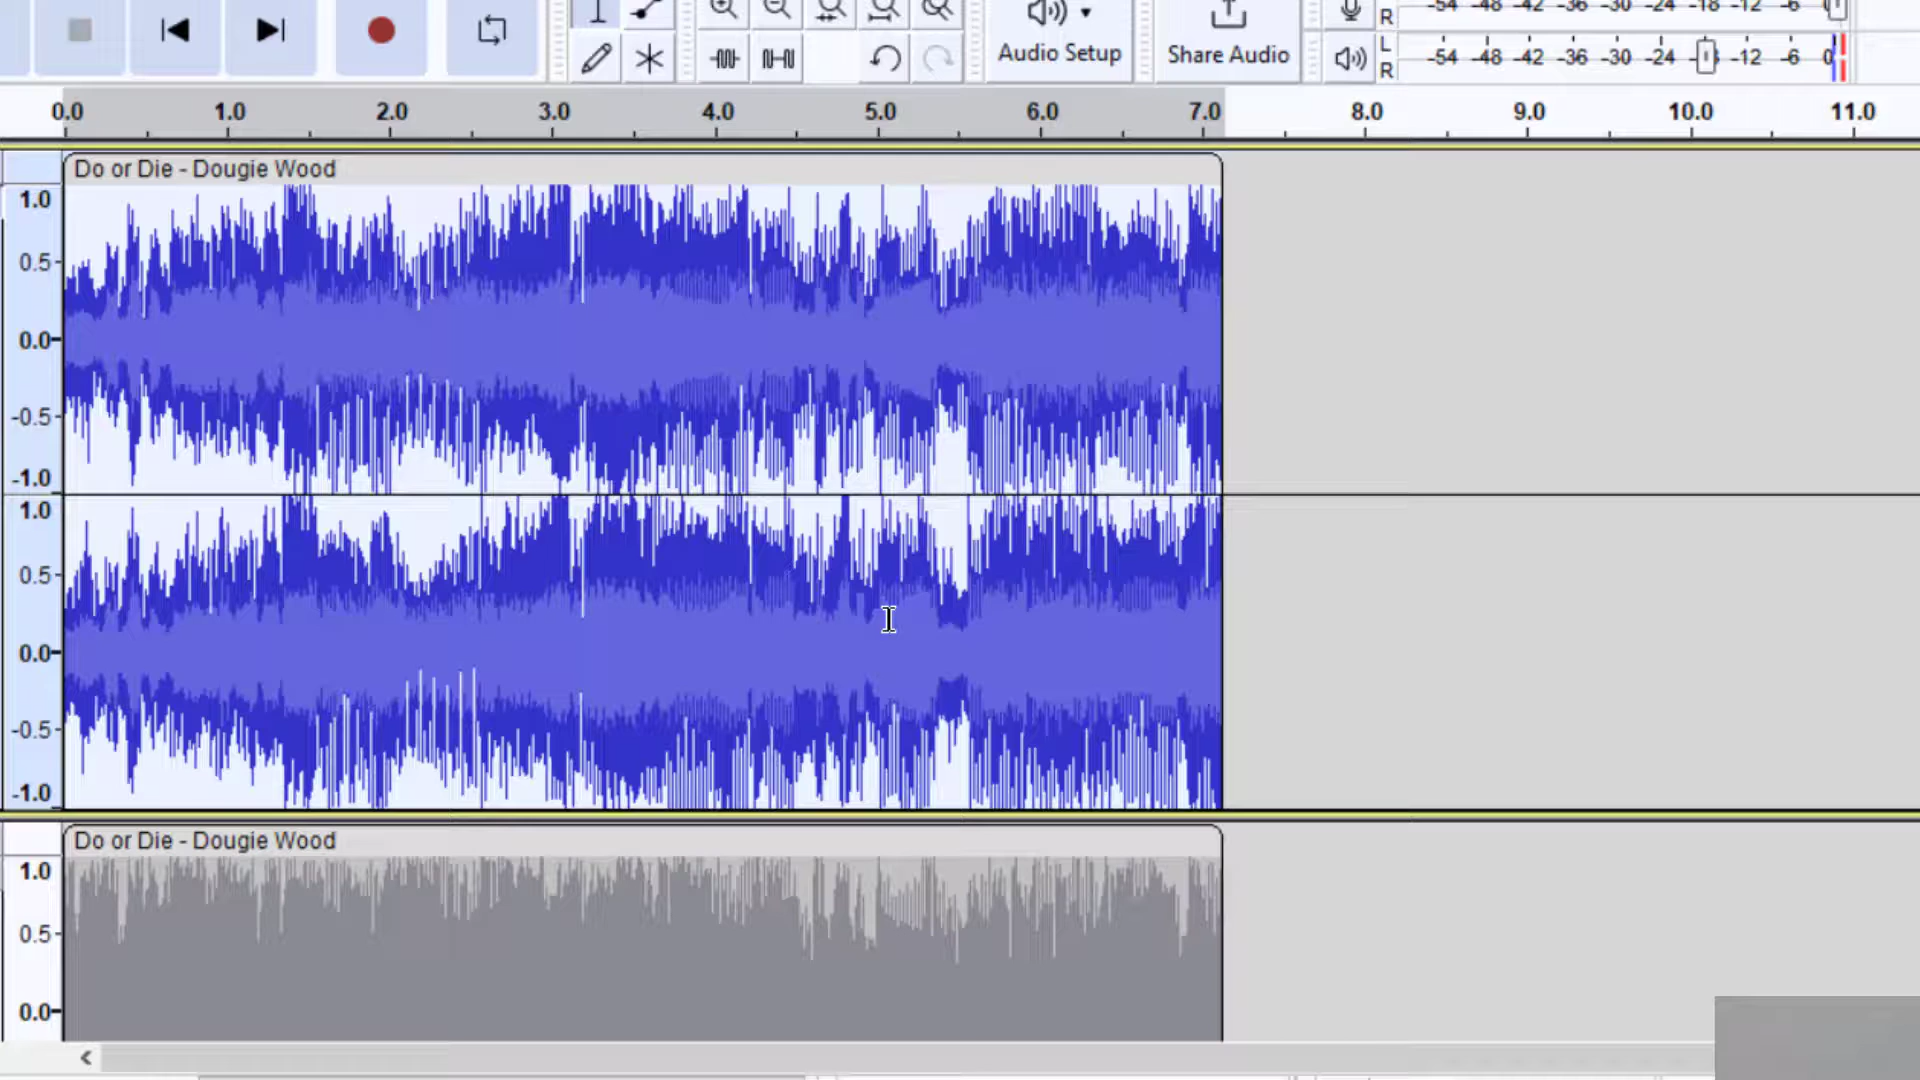 R -54 -48 -42 -36 -30 -24 -18 -12 -6
Audio Setup
Share Audio
L
R
-54 -48 -42 -36 -30 -24 -12 -6 0
0.0 1.0 2.0 3.0 4.0 5.0 6.0 7.0 8.0 9.0 10.0 11.0
Do or Die - Dougie Wood
1.0
0.5
0.0
-0.5
-1.0
1.0
0.5
0.0
-0.5
-1.0
Do or Die - Dougie Wood
1.0
0.5
0.0